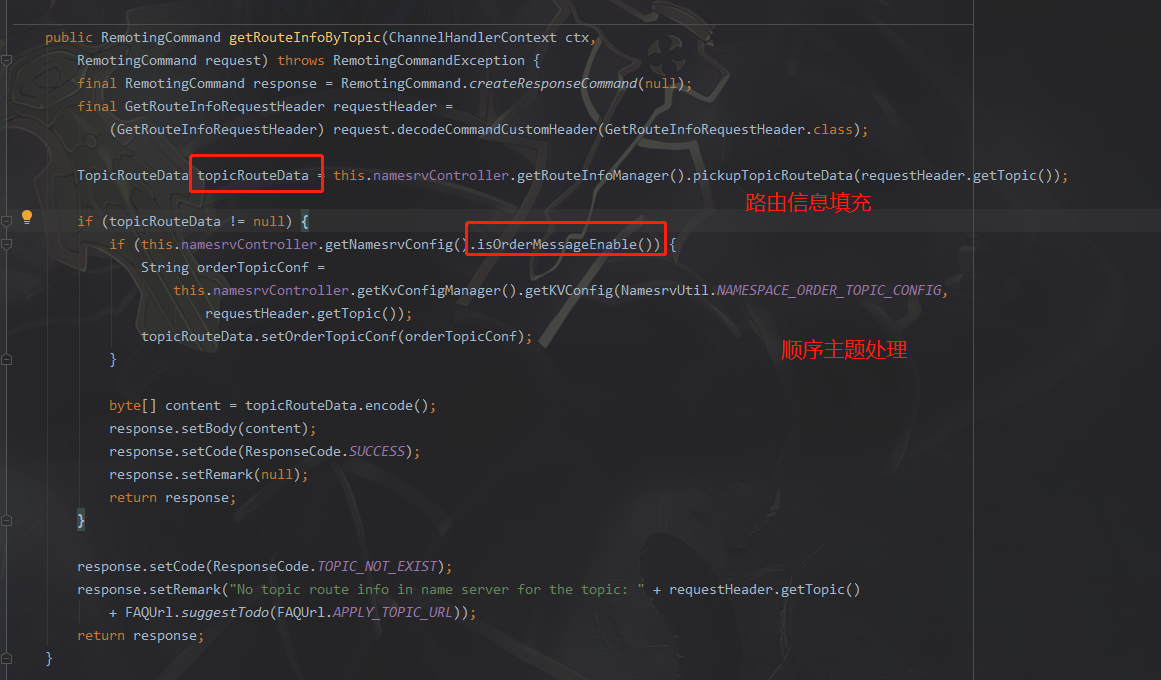 public RemotingCommand getRouteInfoByTopic(ChannelHandlerContext ctx,
RemotingCommand request) throws RemotingCommandException {
final RemotingCommand response = RemotingCommand.createResponseCommand(null);
final GetRouteInfoRequestHeader requestHeader =
(GetRouteInfoRequestHeader) request.decodeCommandCustomHeader(GetRouteInfoRequestHeader.class);
TopicRouteData topicRouteData = this.namesrvController.getRouteInfoManager().pickupTopicRouteData(requestHeader.getTopic());
路由信息填充
if (topicRouteData != null) {
if (this.namesrvController.getNamesrvConfig().isOrderMessageEnable()) {
String orderTopicConf =
this.namesrvController.getKvConfigManager().getKVConfig(NamesrvUtil.NAMESPACE_ORDER_TOPIC_CONFIG,
requestHeader.getTopic());
topicRouteData.setOrderTopicConf(orderTopicConf);
顺序主题处理
}
byte[] content = topicRouteData.encode();
response.setBody(content);
response.setCode(ResponseCode.SUCCESS);
response.setRemark(null);
return response;
}
response.setCode(ResponseCode.TOPIC_NOT_EXIST);
response.setRemark("No topic route info in name server for the topic: " + requestHeader.getTopic()
+ FAQUrl.suggestTodo(FAQUrl.APPLY_TOPIC_URL));
return response;
}